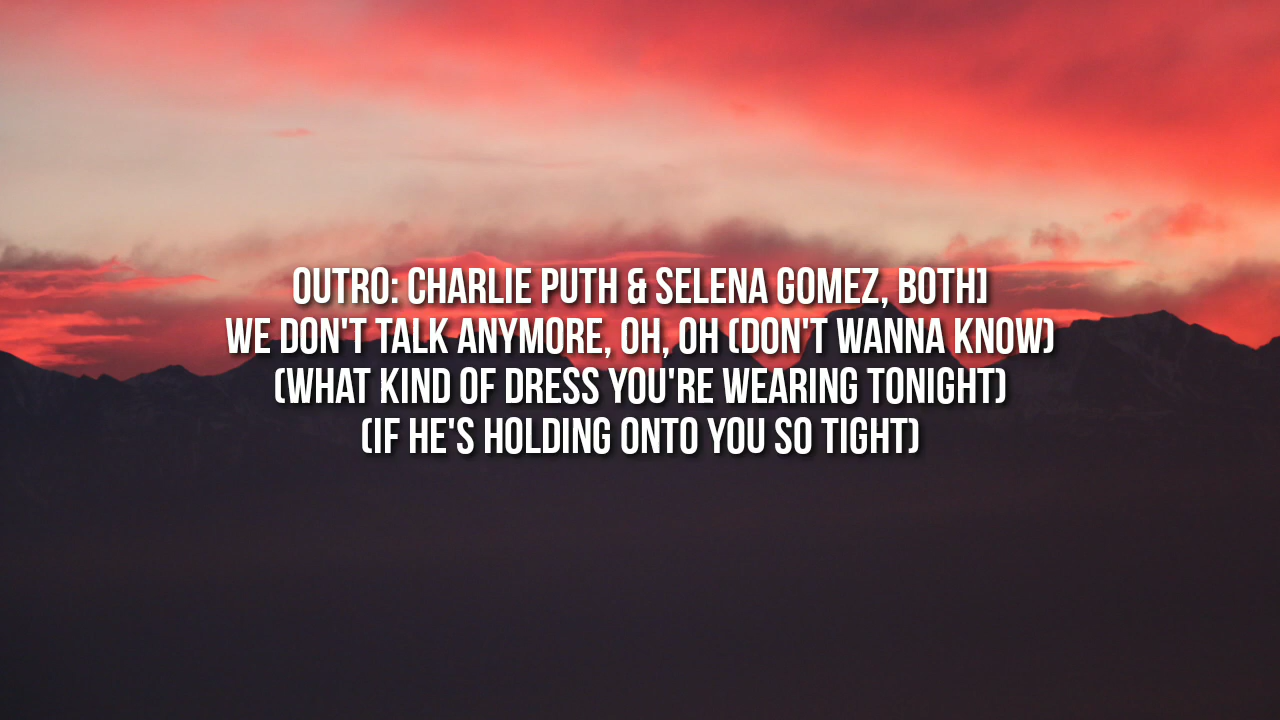 OUTRO: CHARLIE PUTH & SELENA GOMEZ, BOTH]
WE DON'T TALK ANYMORE, OH, OH (DON'T WANNA KNOW)
(WHAT KIND OF DRESS YOU'RE WEARING TONIGHT)
(IF HE'S HOLDING ONTO YOU SO TIGHT)